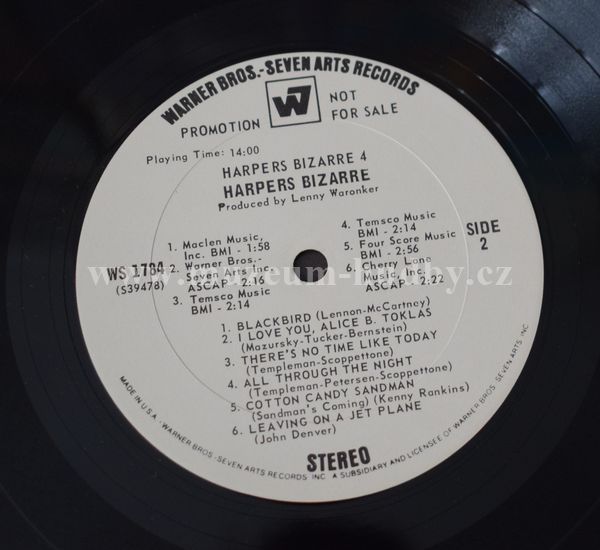 WARNER BROS.-SEVEN ARTS RECORDS
W7
PROMOTION NOT FOR SALE
Playing Time: 14:00
HARPERS BIZARRE 4
HARPERS BIZARRE
Produced by Lenny Waronker
WS 1784
(S39478)
1. Maclen Music,
Inc. BMI - 1:58
2. Warner Bros.-
Seven Arts Inc.
ASCAP - 2:16
3. Temsco Music
BMI - 2:14
4. Temsco Music
BMI - 2:14
5. Four Score Music
BMI - 2:56
6. Cherry Lane
Music, Inc.
ASCAP - 2:22
SIDE
2
www.muzeum-hudby.cz
1. BLACKBIRD (Lennon-McCartney)
2. I LOVE YOU, ALICE B. TOKLAS
(Mazursky-Tucker-Bernstein)
3. THERE'S NO TIME LIKE TODAY
(Templeman-Scoppettone)
4. ALL THROUGH THE NIGHT
(Templeman-Petersen-Scoppettone)
5. COTTON CANDY SANDMAN
(Sandman's Coming) (Kenny Rankins)
6. LEAVING ON A JET PLANE
(John Denver)
STEREO
MADE IN U.S.A. - WARNER BROS.-SEVEN ARTS RECORDS INC. A SUBSIDIARY AND LICENSEE OF WARNER BROS.-SEVEN ARTS INC.